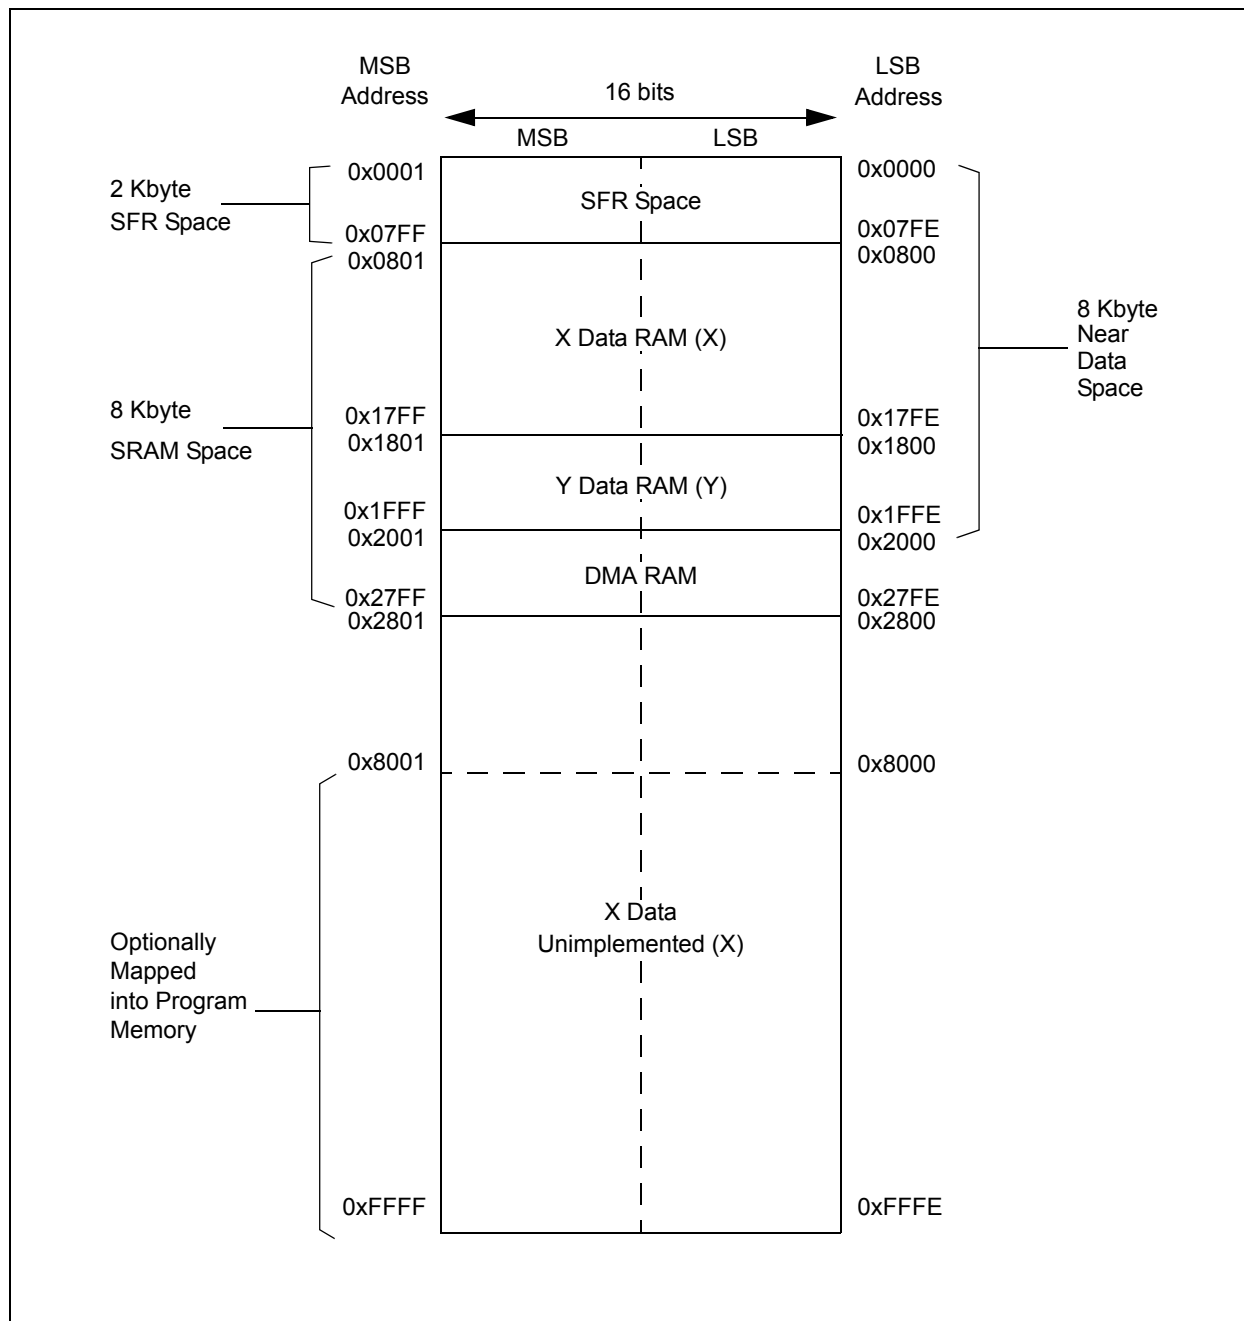 MSB
Address
16 bits
LSB
Address
MSB
LSB
2 Kbyte
SFR Space
0x0001
SFR Space
0x0000
0x07FF
0x07FE
0x0801
0x0800
X Data RAM (X)
8 Kbyte
Near
Data
Space
8 Kbyte
SRAM Space
0x17FF
0x17FE
0x1801
0x1800
Y Data RAM (Y)
0x1FFF
0x1FFE
0x2001
0x2000
DMA RAM
0x27FF
0x27FE
0x2801
0x2800
0x8001
0x8000
X Data
Unimplemented (X)
Optionally
Mapped
into Program
Memory
0xFFFF
0xFFFE